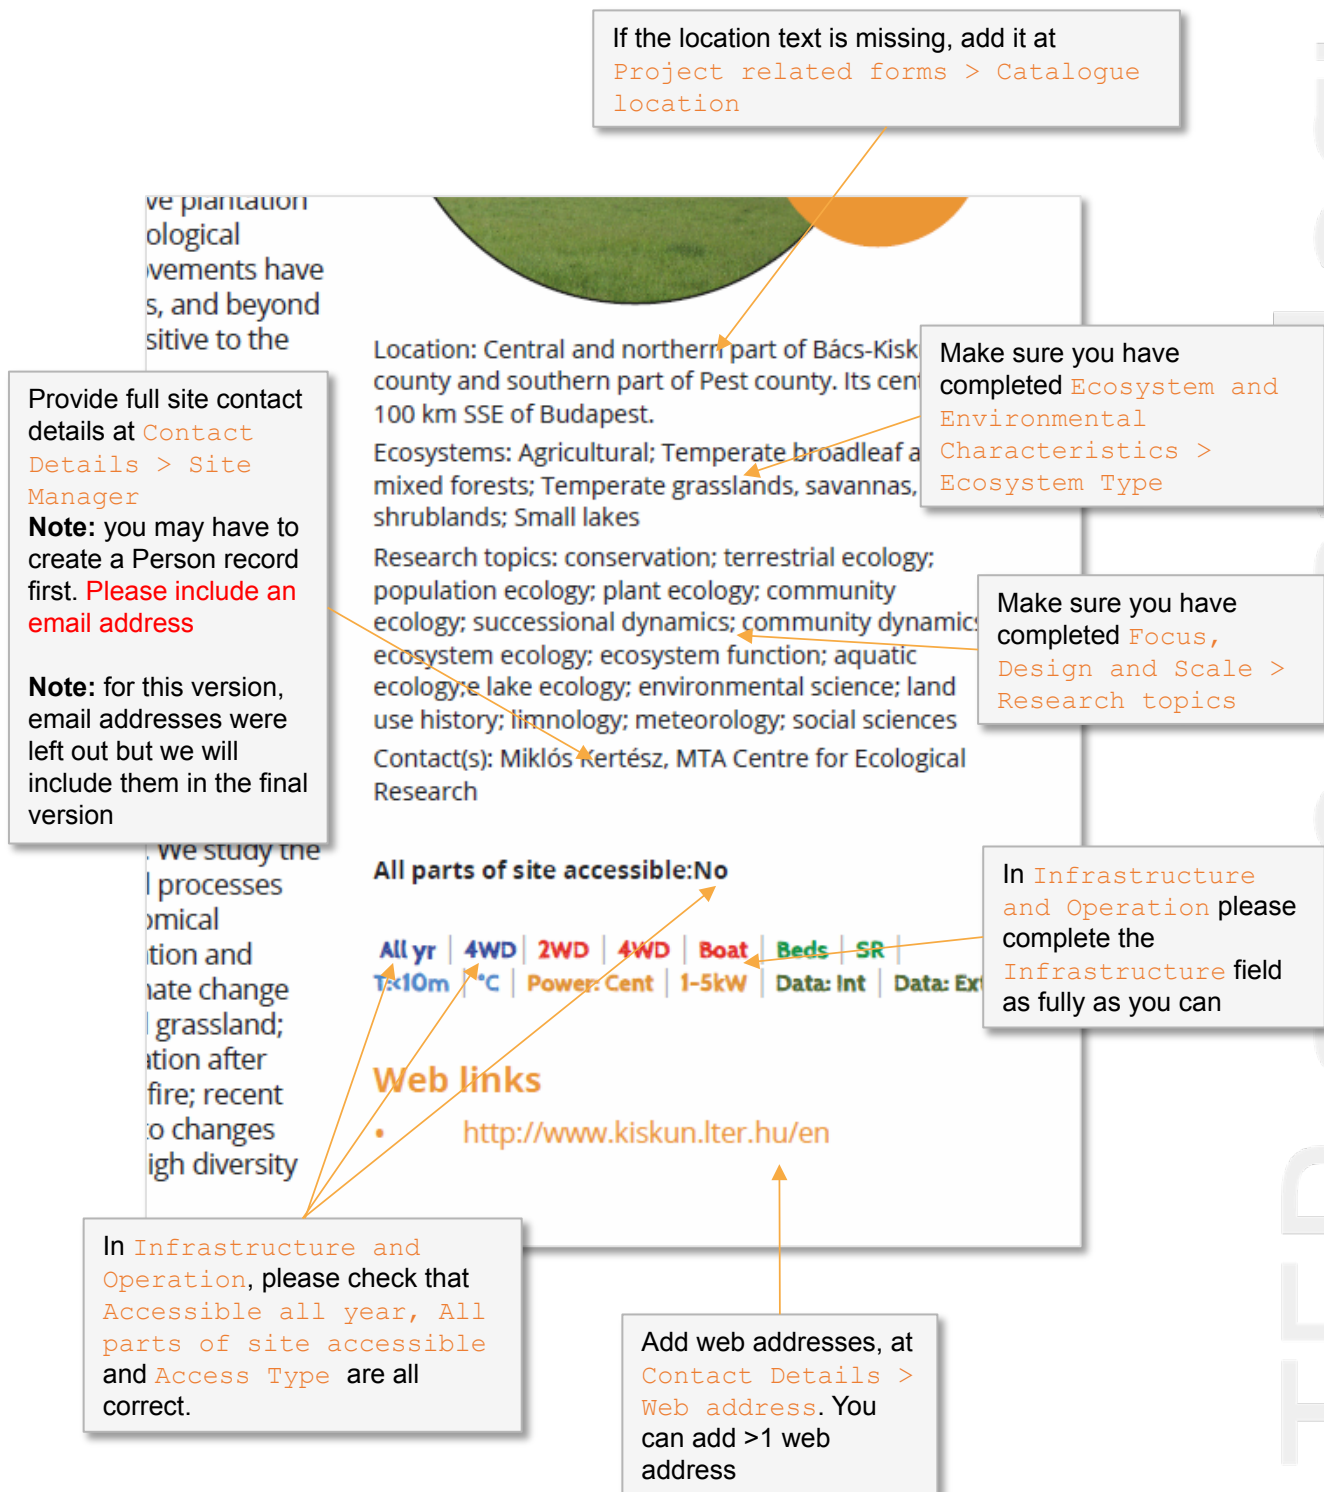 If the location text is missing, add it at
Project related forms > Catalogue
location
ve plantation
ological
vements have
s, and beyond
sitive to the
Location: Central and northern part of Bács-Kisk
county and southern part of Pest county. Its cen
100 km SSE of Budapest.
Ecosystems: Agricultural; Temperate broadleaf a
mixed forests; Temperate grasslands, savannas,
shrublands; Small lakes
Research topics: conservation; terrestrial ecology;
population ecology; plant ecology; community
ecology; successional dynamics; community dynamics
ecosystem ecology; ecosystem function; aquatic
ecology;e lake ecology; environmental science; land
use history; limnology; meteorology; social sciences
Contact(s): Miklós Kertész, MTA Centre for Ecological
Research
Make sure you have
completed Ecosystem and
Environmental
Characteristics >
Ecosystem Type
Provide full site contact
details at Contact
Details > Site
Manager
Note: you may have to
create a Person record
first. Please include an
email address
Note: for this version,
email addresses were
left out but we will
include them in the final
version
Make sure you have
completed Focus,
Design and Scale >
Research topics
. We study the
l processes
omical
ition and
nate change
l grassland;
ation after
fire; recent
to changes
igh diversity
All parts of site accessible:No
All yr | 4WD | 2WD | 4WD | Boat | Beds | SR |
T:<10m | °C | Power: Cent | 1-5kW | Data: Int | Data: Ext
In Infrastructure
and Operation please
complete the
Infrastructure field
as fully as you can
Web links
• http://www.kiskun.lter.hu/en
In Infrastructure and
Operation, please check that
Accessible all year, All
parts of site accessible
and Access Type are all
correct.
Add web addresses, at
Contact Details >
Web address. You
can add >1 web
address